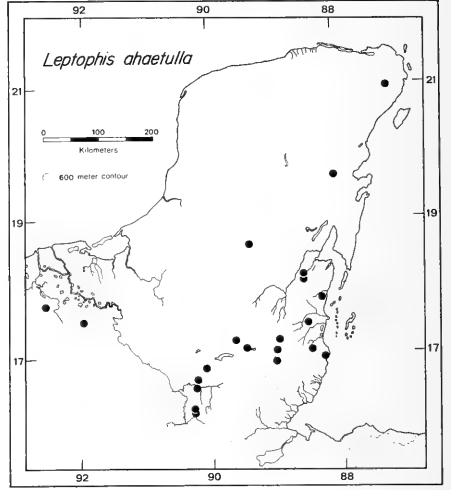 92 90 88
Leptophis ahaetulla
21 21
0 100 200
Kilometers
600 meter contour
19 19
17 17
92 90 88